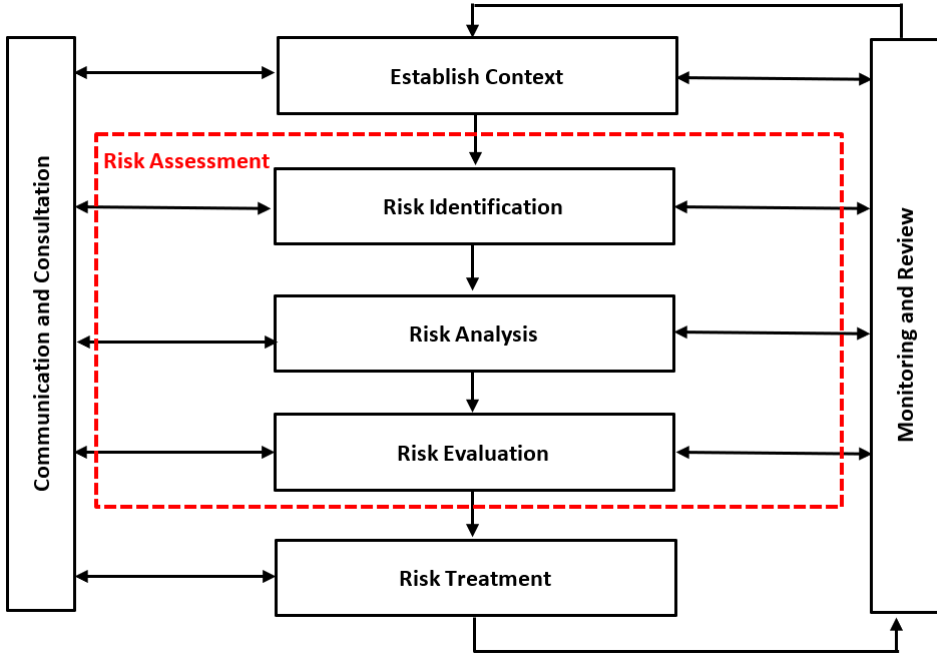 Establish Context
Risk Assessment
Risk Identification
Risk Analysis
Risk Evaluation
Risk Treatment
Communication and Consultation
Monitoring and Review